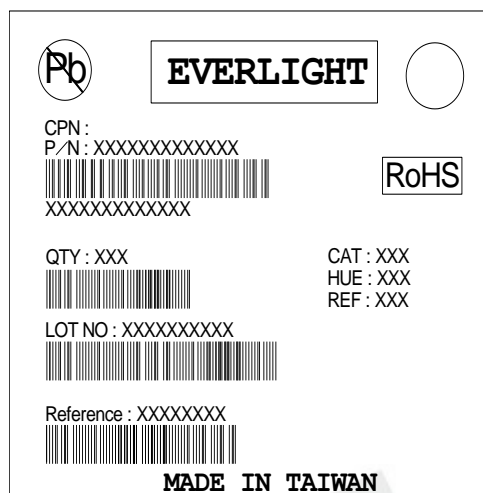 Pb
EVERLIGHT
CPN :
P/N : XXXXXXXXXXXXX
XXXXXXXXXXXXX
RoHS
QTY : XXX
CAT : XXX
HUE : XXX
REF : XXX
LOT NO : XXXXXXXXXX
Reference : XXXXXXXX
MADE IN TAIWAN